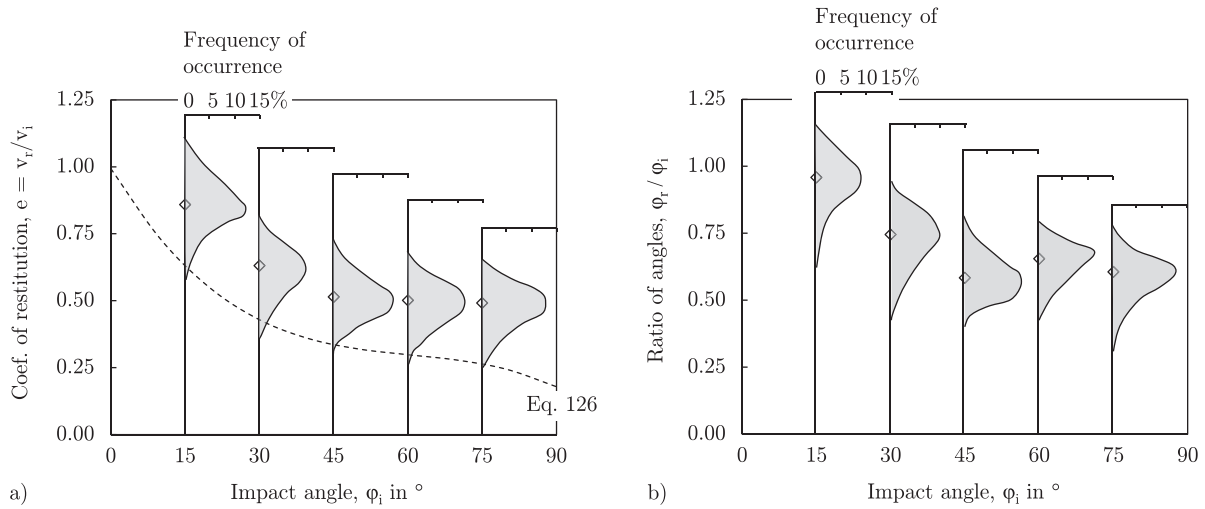 Frequency of
occurrence
0 5 10 15%
Coef. of restitution, e = vr/vi
1.25
1.00
0.75
0.50
0.25
0.00
Eq. 126
0 15 30 45 60 75 90
a) Impact angle, φi in °
Frequency of
occurrence
0 5 10 15%
Ratio of angles, φr / φi
1.25
1.00
0.75
0.50
0.25
0.00
0 15 30 45 60 75 90
b) Impact angle, φi in °